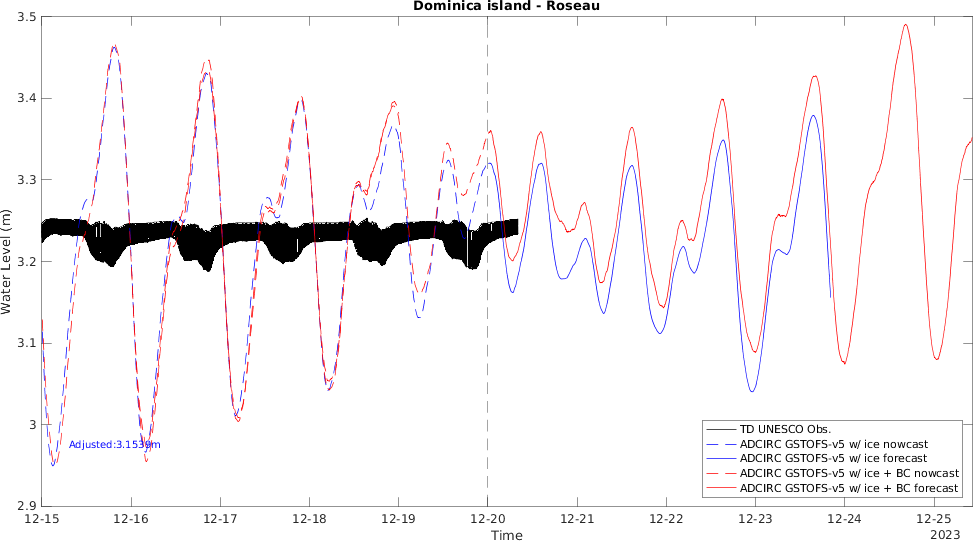 Dominica island - Roseau
3.5
3.4
3.3
3.2
3.1
3
2.9
Water Level (m)
Adjusted:3.1539m
TD UNESCO Obs.
ADCIRC GSTOFS-v5 w/ ice nowcast
ADCIRC GSTOFS-v5 w/ ice forecast
ADCIRC GSTOFS-v5 w/ ice + BC nowcast
ADCIRC GSTOFS-v5 w/ ice + BC forecast
12-15 12-16 12-17 12-18 12-19 12-20 12-21 12-22 12-23 12-24 12-25
Time 2023